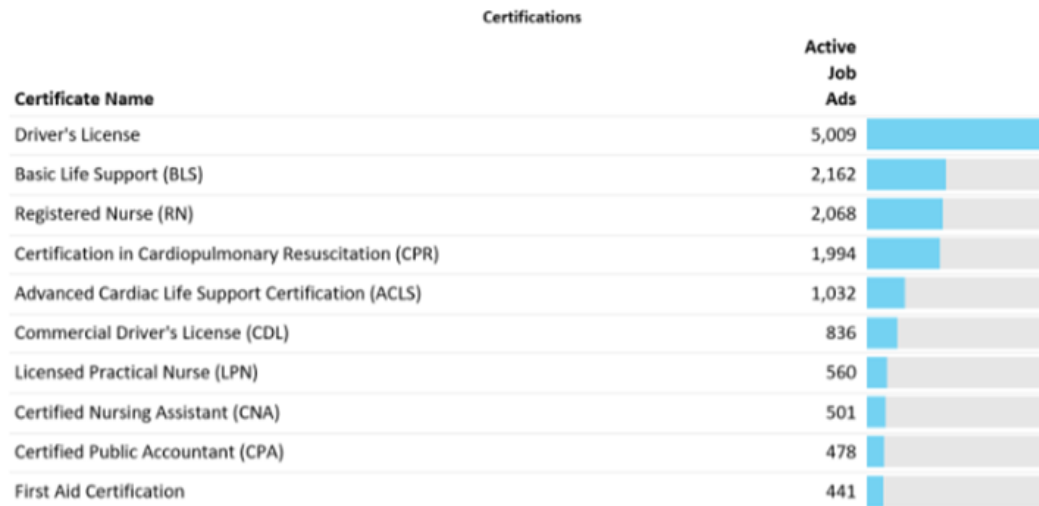 Certifications
Active
Job
Certificate Name Ads
Driver's License 5,009
Basic Life Support (BLS) 2,162
Registered Nurse (RN) 2,068
Certification in Cardiopulmonary Resuscitation (CPR) 1,994
Advanced Cardiac Life Support Certification (ACLS) 1,032
Commercial Driver's License (CDL) 836
Licensed Practical Nurse (LPN) 560
Certified Nursing Assistant (CNA) 501
Certified Public Accountant (CPA) 478
First Aid Certification 441